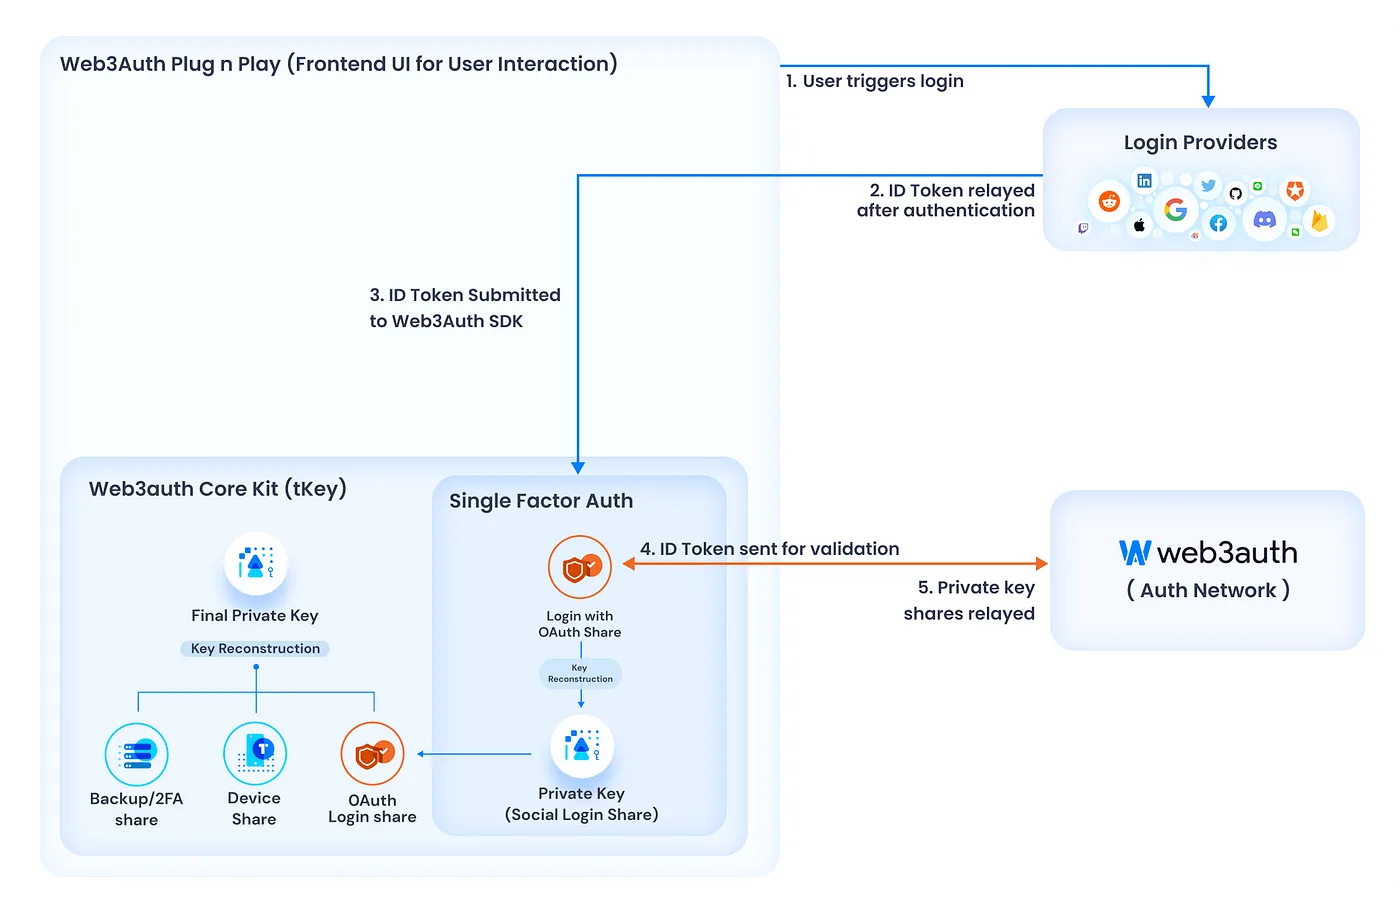 Web3Auth Plug n Play (Frontend UI for User Interaction)
1. User triggers login
Login Providers
2. ID Token relayed
after authentication
3. ID Token Submitted
to Web3Auth SDK
Web3auth Core Kit (tKey)
Single Factor Auth
4. ID Token sent for validation
web3auth
( Auth Network )
5. Private key
shares relayed
Final Private Key
Key Reconstruction
Login with
OAuth Share
Key
Reconstruction
Backup/2FA
share
Device
Share
OAuth
Login share
Private Key
(Social Login Share)